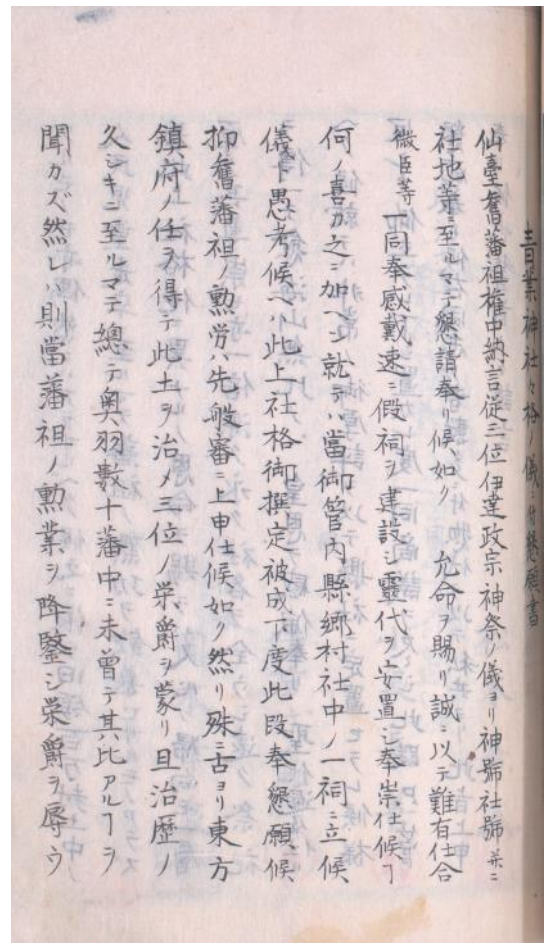 青葉神社々格ノ儀ニ付懇願書
仙臺舊藩祖權中納言従三位伊達政宗神祭ノ儀ヨリ神號社號并ニ
社地等ニ至ルマテ懇請奉リ候如ク 允命ヲ賜リ誠ニ以テ難有仕合
微臣等一同奉感戴速ニ假祠ヲ建設シ靈代ヲ安置シ奉崇仕候ヿ
何ノ喜カ之ニ加ヘン就テハ當御管内縣郷村社中ノ一祠ニ立候
儀ト愚考候ヘハ此上社格御撰定被成下度此段奉懇願候
抑舊藩祖ノ勲労ハ先般審ニ上申仕候如ク然リ殊ニ古ヨリ東方
鎮府ノ任ヲ得テ此土ヲ治メ三位ノ栄爵ヲ蒙リ且治歴ノ
久シキニ至ルマテ總テ奥羽數十藩中ニ未曾テ其比アルヿヲ
聞カズ然レハ則當藩祖ノ勲業ヲ降鑒シ栄爵ヲ辱ウ